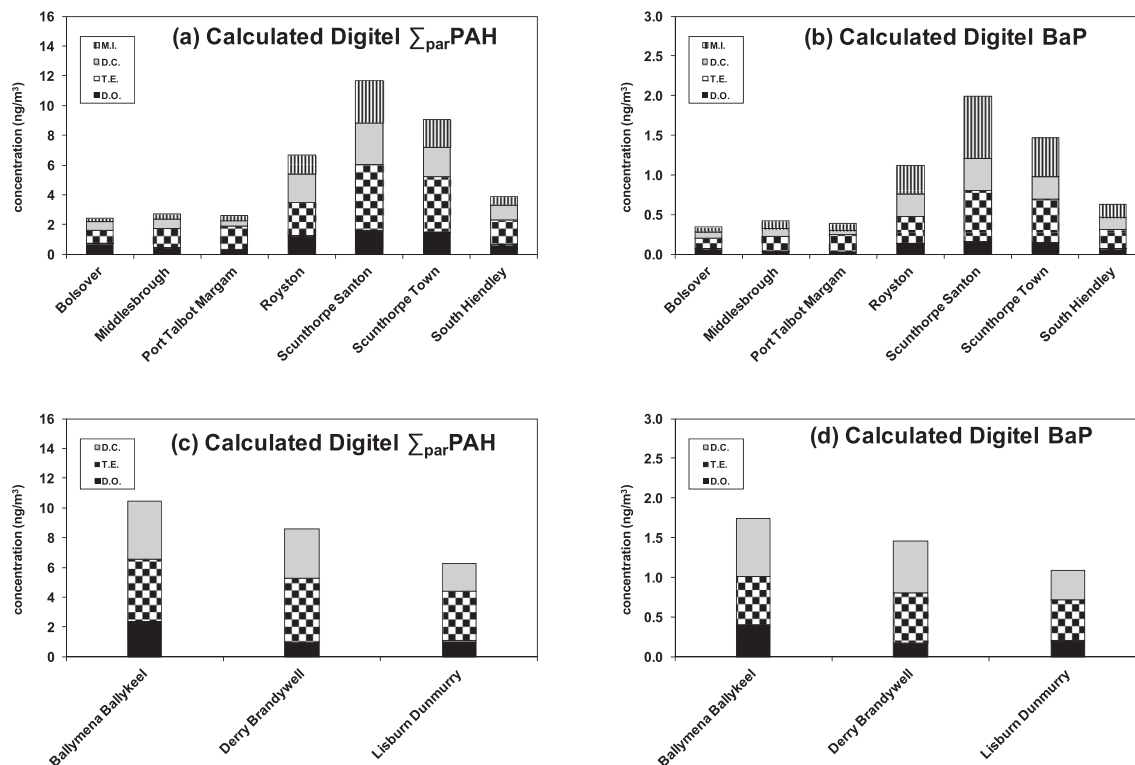 (a) Calculated Digitel ∑parPAH
concentration (ng/m³)
16
14
12
10
8
6
4
2
0
M.I.
D.C.
T.E.
D.O.
Bolsover
Middlesbrough
Port Talbot Margam
Royston
Scunthorpe Santon
Scunthorpe Town
South Hiendley
(b) Calculated Digitel BaP
concentration (ng/m³)
3.0
2.5
2.0
1.5
1.0
0.5
0.0
M.I.
D.C.
T.E.
D.O.
Bolsover
Middlesbrough
Port Talbot Margam
Royston
Scunthorpe Santon
Scunthorpe Town
South Hiendley
(c) Calculated Digitel ∑parPAH
concentration (ng/m³)
16
14
12
10
8
6
4
2
0
D.C.
T.E.
D.O.
Ballymena Ballykeel
Derry Brandywell
Lisburn Dunmurry
(d) Calculated Digitel BaP
concentration (ng/m³)
3.0
2.5
2.0
1.5
1.0
0.5
0.0
D.C.
T.E.
D.O.
Ballymena Ballykeel
Derry Brandywell
Lisburn Dunmurry